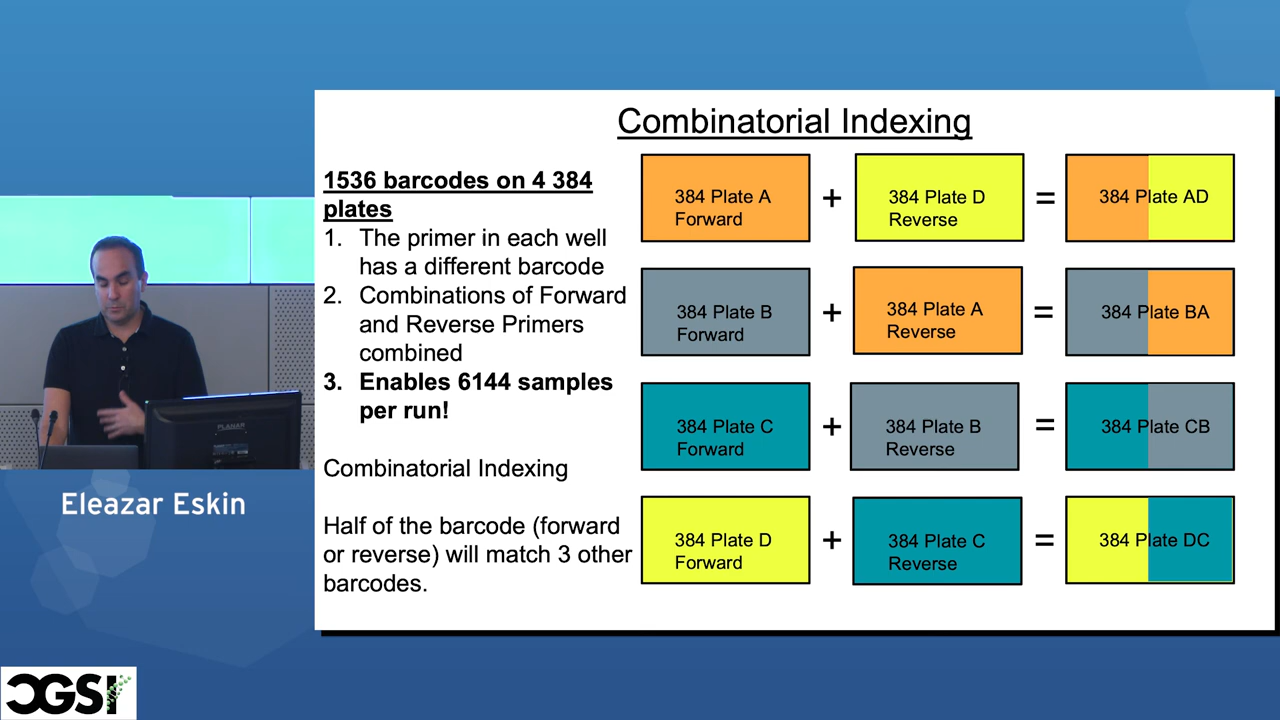 Combinatorial Indexing
1536 barcodes on 4 384
plates
1. The primer in each well
has a different barcode
2. Combinations of Forward
and Reverse Primers
combined
3. Enables 6144 samples
per run!
Combinatorial Indexing
Half of the barcode (forward
or reverse) will match 3 other
barcodes.
384 Plate A
Forward
+
384 Plate D
Reverse
=
384 Plate AD
384 Plate B
Forward
+
384 Plate A
Reverse
=
384 Plate BA
384 Plate C
Forward
+
384 Plate B
Reverse
=
384 Plate CB
384 Plate D
Forward
+
384 Plate C
Reverse
=
384 Plate DC
PLANAR
Eleazar Eskin
CGSI